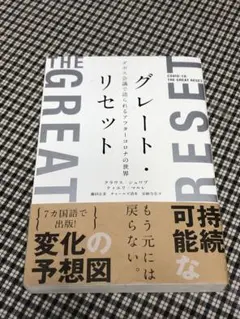 THE GREAT
RESET
COVID-19
THE GREAT RESET
グレート・
リセット
ダボス会議で語られるアフターコロナの世界
クラウス・シュワブ
ティエリ・マルレ
持続
可能な
もう元には
戻らない。
変化の
予想図
7カ国語で
出版!